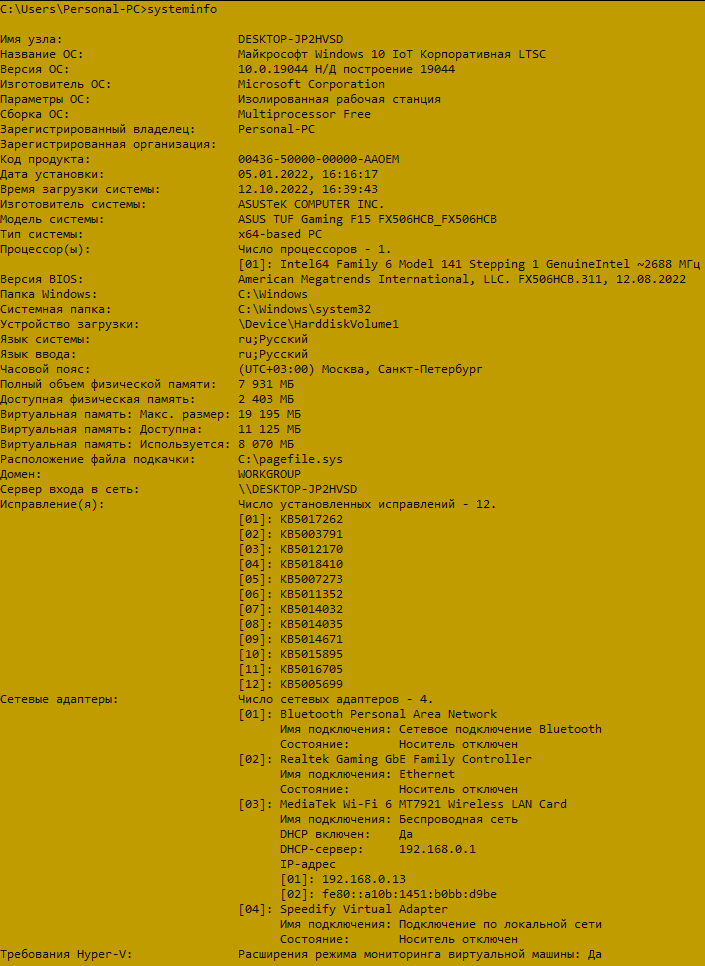 C:\Users\Personal-PC>systeminfo
Имя узла: DESKTOP-JP2HVSD
Название ОС: Майкрософт Windows 10 IoT Корпоративная LTSC
Версия ОС: 10.0.19044 Н/Д построение 19044
Изготовитель ОС: Microsoft Corporation
Параметры ОС: Изолированная рабочая станция
Сборка ОС: Multiprocessor Free
Зарегистрированный владелец: Personal-PC
Зарегистрированная организация:
Код продукта: 00436-50000-00000-AAOEM
Дата установки: 05.01.2022, 16:16:17
Время загрузки системы: 12.10.2022, 16:39:43
Изготовитель системы: ASUSTeK COMPUTER INC.
Модель системы: ASUS TUF Gaming F15 FX506HCB_FX506HCB
Тип системы: x64-based PC
Процессор(ы): Число процессоров - 1.
[01]: Intel64 Family 6 Model 141 Stepping 1 GenuineIntel ~2688 МГц
Версия BIOS: American Megatrends International, LLC. FX506HCB.311, 12.08.2022
Папка Windows: C:\Windows
Системная папка: C:\Windows\system32
Устройство загрузки: \Device\HarddiskVolume1
Язык системы: ru;Русский
Язык ввода: ru;Русский
Часовой пояс: (UTC+03:00) Москва, Санкт-Петербург
Полный объем физической памяти: 7 931 МБ
Доступная физическая память: 2 403 МБ
Виртуальная память: Макс. размер: 19 195 МБ
Виртуальная память: Доступна: 11 125 МБ
Виртуальная память: Используется: 8 070 МБ
Расположение файла подкачки: C:\pagefile.sys
Домен: WORKGROUP
Сервер входа в сеть: \\DESKTOP-JP2HVSD
Исправление(я): Число установленных исправлений - 12.
[01]: KB5017262
[02]: KB5003791
[03]: KB5012170
[04]: KB5018410
[05]: KB5007273
[06]: KB5011352
[07]: KB5014032
[08]: KB5014035
[09]: KB5014671
[10]: KB5015895
[11]: KB5016705
[12]: KB5005699
Сетевые адаптеры: Число сетевых адаптеров - 4.
[01]: Bluetooth Personal Area Network
Имя подключения: Сетевое подключение Bluetooth
Состояние: Носитель отключен
[02]: Realtek Gaming GbE Family Controller
Имя подключения: Ethernet
Состояние: Носитель отключен
[03]: MediaTek Wi-Fi 6 MT7921 Wireless LAN Card
Имя подключения: Беспроводная сеть
DHCP включен: Да
DHCP-сервер: 192.168.0.1
IP-адрес
[01]: 192.168.0.13
[02]: fe80::a10b:1451:b0bb:d9be
[04]: Speedify Virtual Adapter
Имя подключения: Подключение по локальной сети
Состояние: Носитель отключен
Требования Hyper-V: Расширения режима мониторинга виртуальной машины: Да